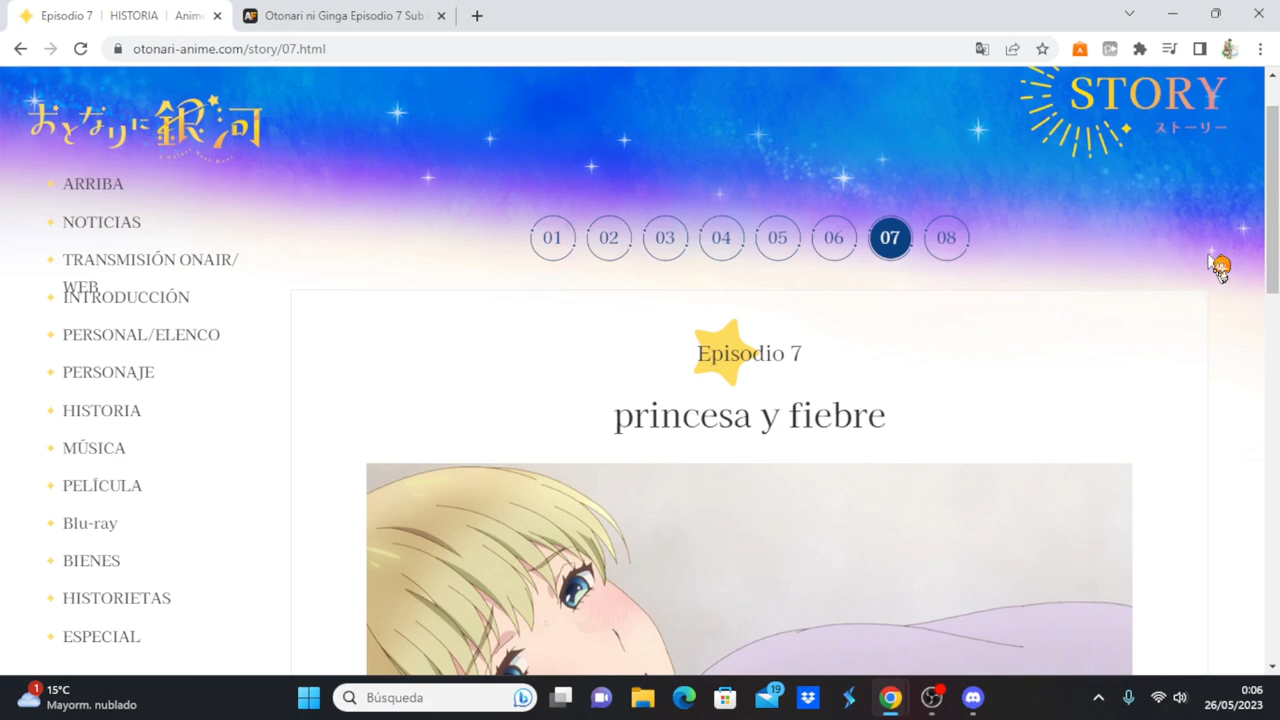 Episodio 7 | HISTORIA | Anime
Otonari ni Ginga Episodio 7 Sub
otonari-anime.com/story/07.html
おとなりに銀河
STORY
ストーリー
ARRIBA
NOTICIAS
TRANSMISIÓN ONAIR/
WEB
INTRODUCCIÓN
PERSONAL/ELENCO
PERSONAJE
HISTORIA
MÚSICA
PELÍCULA
Blu-ray
BIENES
HISTORIETAS
ESPECIAL
01 02 03 04 05 06 07 08
Episodio 7
princesa y fiebre
1
15°C
Mayorm. nublado
Búsqueda
19
0:06
26/05/2023